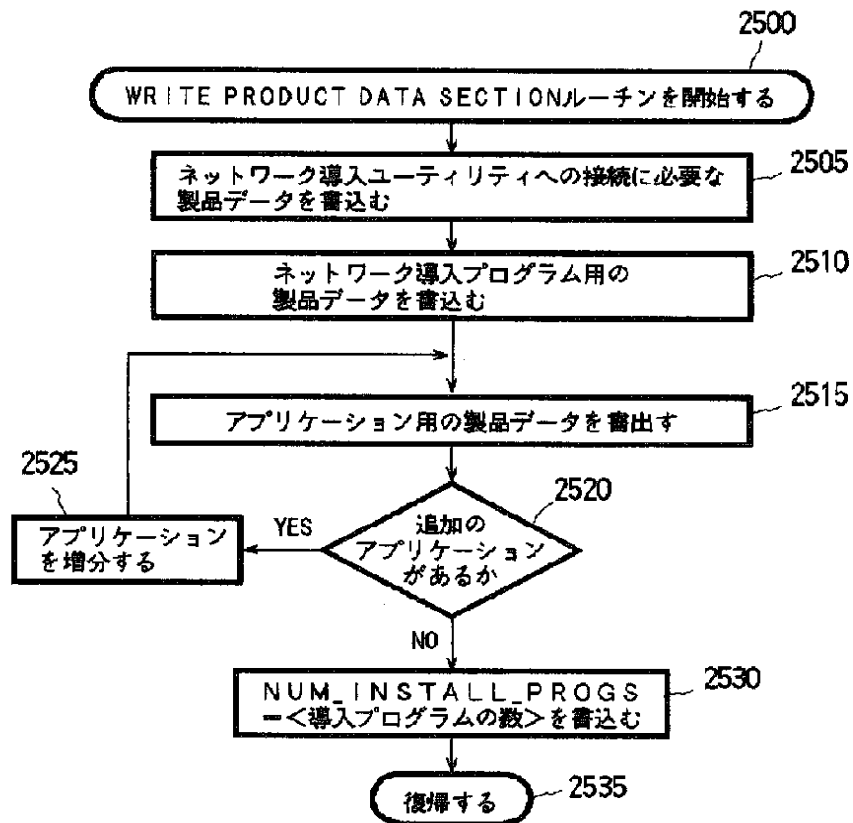 2500
WRITE PRODUCT DATA SECTIONルーチンを開始する
2505
ネットワーク導入ユーティリティへの接続に必要な
製品データを書込む
2510
ネットワーク導入プログラム用の
製品データを書込む
2515
アプリケーション用の製品データを書出す
2525
アプリケーション
を増分する
YES
2520
追加の
アプリケーション
があるか
NO
2530
NUM_INSTALL_PROGS
=<導入プログラムの数>を書込む
2535
復帰する